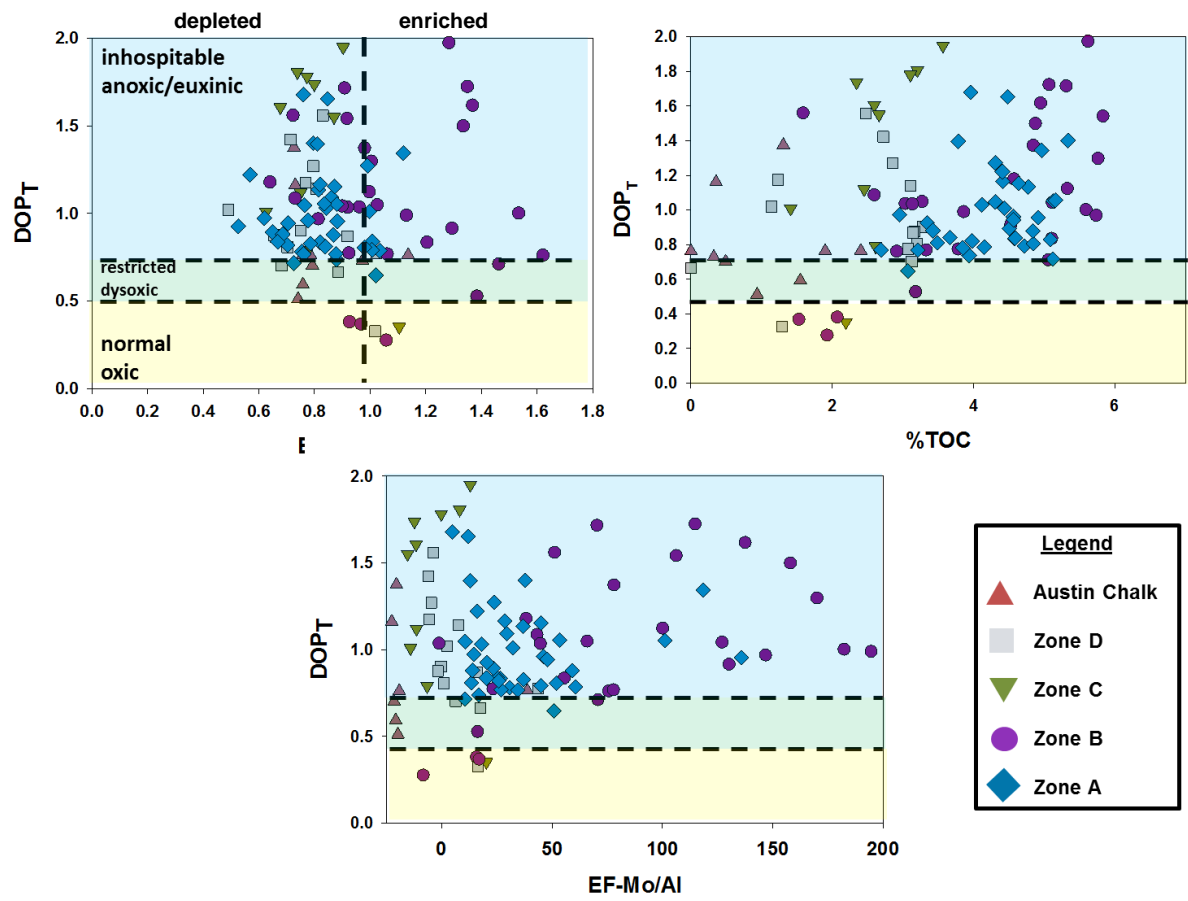 depleted enriched
2.0
inhospitable
anoxic/euxinic
1.5
DOPT
1.0
restricted
dysoxic
0.5
normal
oxic
0.0
0.0 0.2 0.4 0.6 0.8 1.0 1.2 1.4 1.6 1.8
2.0
1.8
1.6
1.4
1.2
DOPT
1.0
0.8
0.6
0.4
0.2
0.0
0 2 4 6
%TOC
2.0
1.5
DOPT
1.0
0.5
0.0
0 50 100 150 200
EF-Mo/Al
Legend
Austin Chalk
Zone D
Zone C
Zone B
Zone A